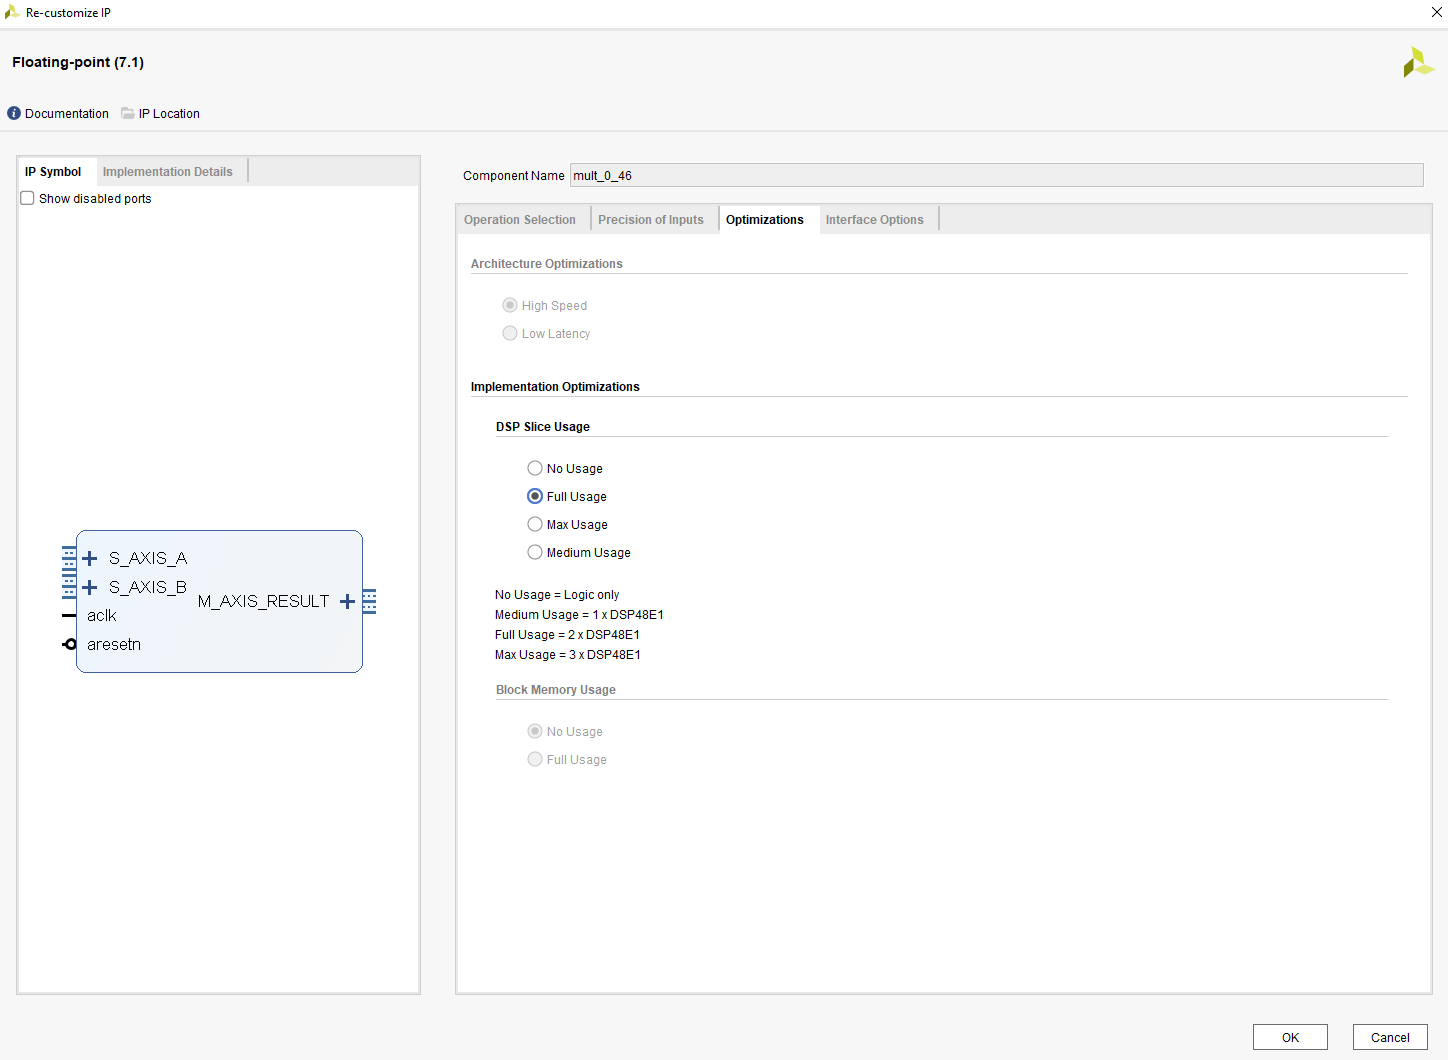 Re-customize IP
Floating-point (7.1)
Documentation IP Location
IP Symbol Implementation Details
Show disabled ports
S_AXIS_A
S_AXIS_B
M_AXIS_RESULT
aclk
aresetn
Component Name mult_0_46
Operation Selection Precision of Inputs Optimizations Interface Options
Architecture Optimizations
High Speed
Low Latency
Implementation Optimizations
DSP Slice Usage
No Usage
Full Usage
Max Usage
Medium Usage
No Usage = Logic only
Medium Usage = 1 x DSP48E1
Full Usage = 2 x DSP48E1
Max Usage = 3 x DSP48E1
Block Memory Usage
No Usage
Full Usage
OK Cancel